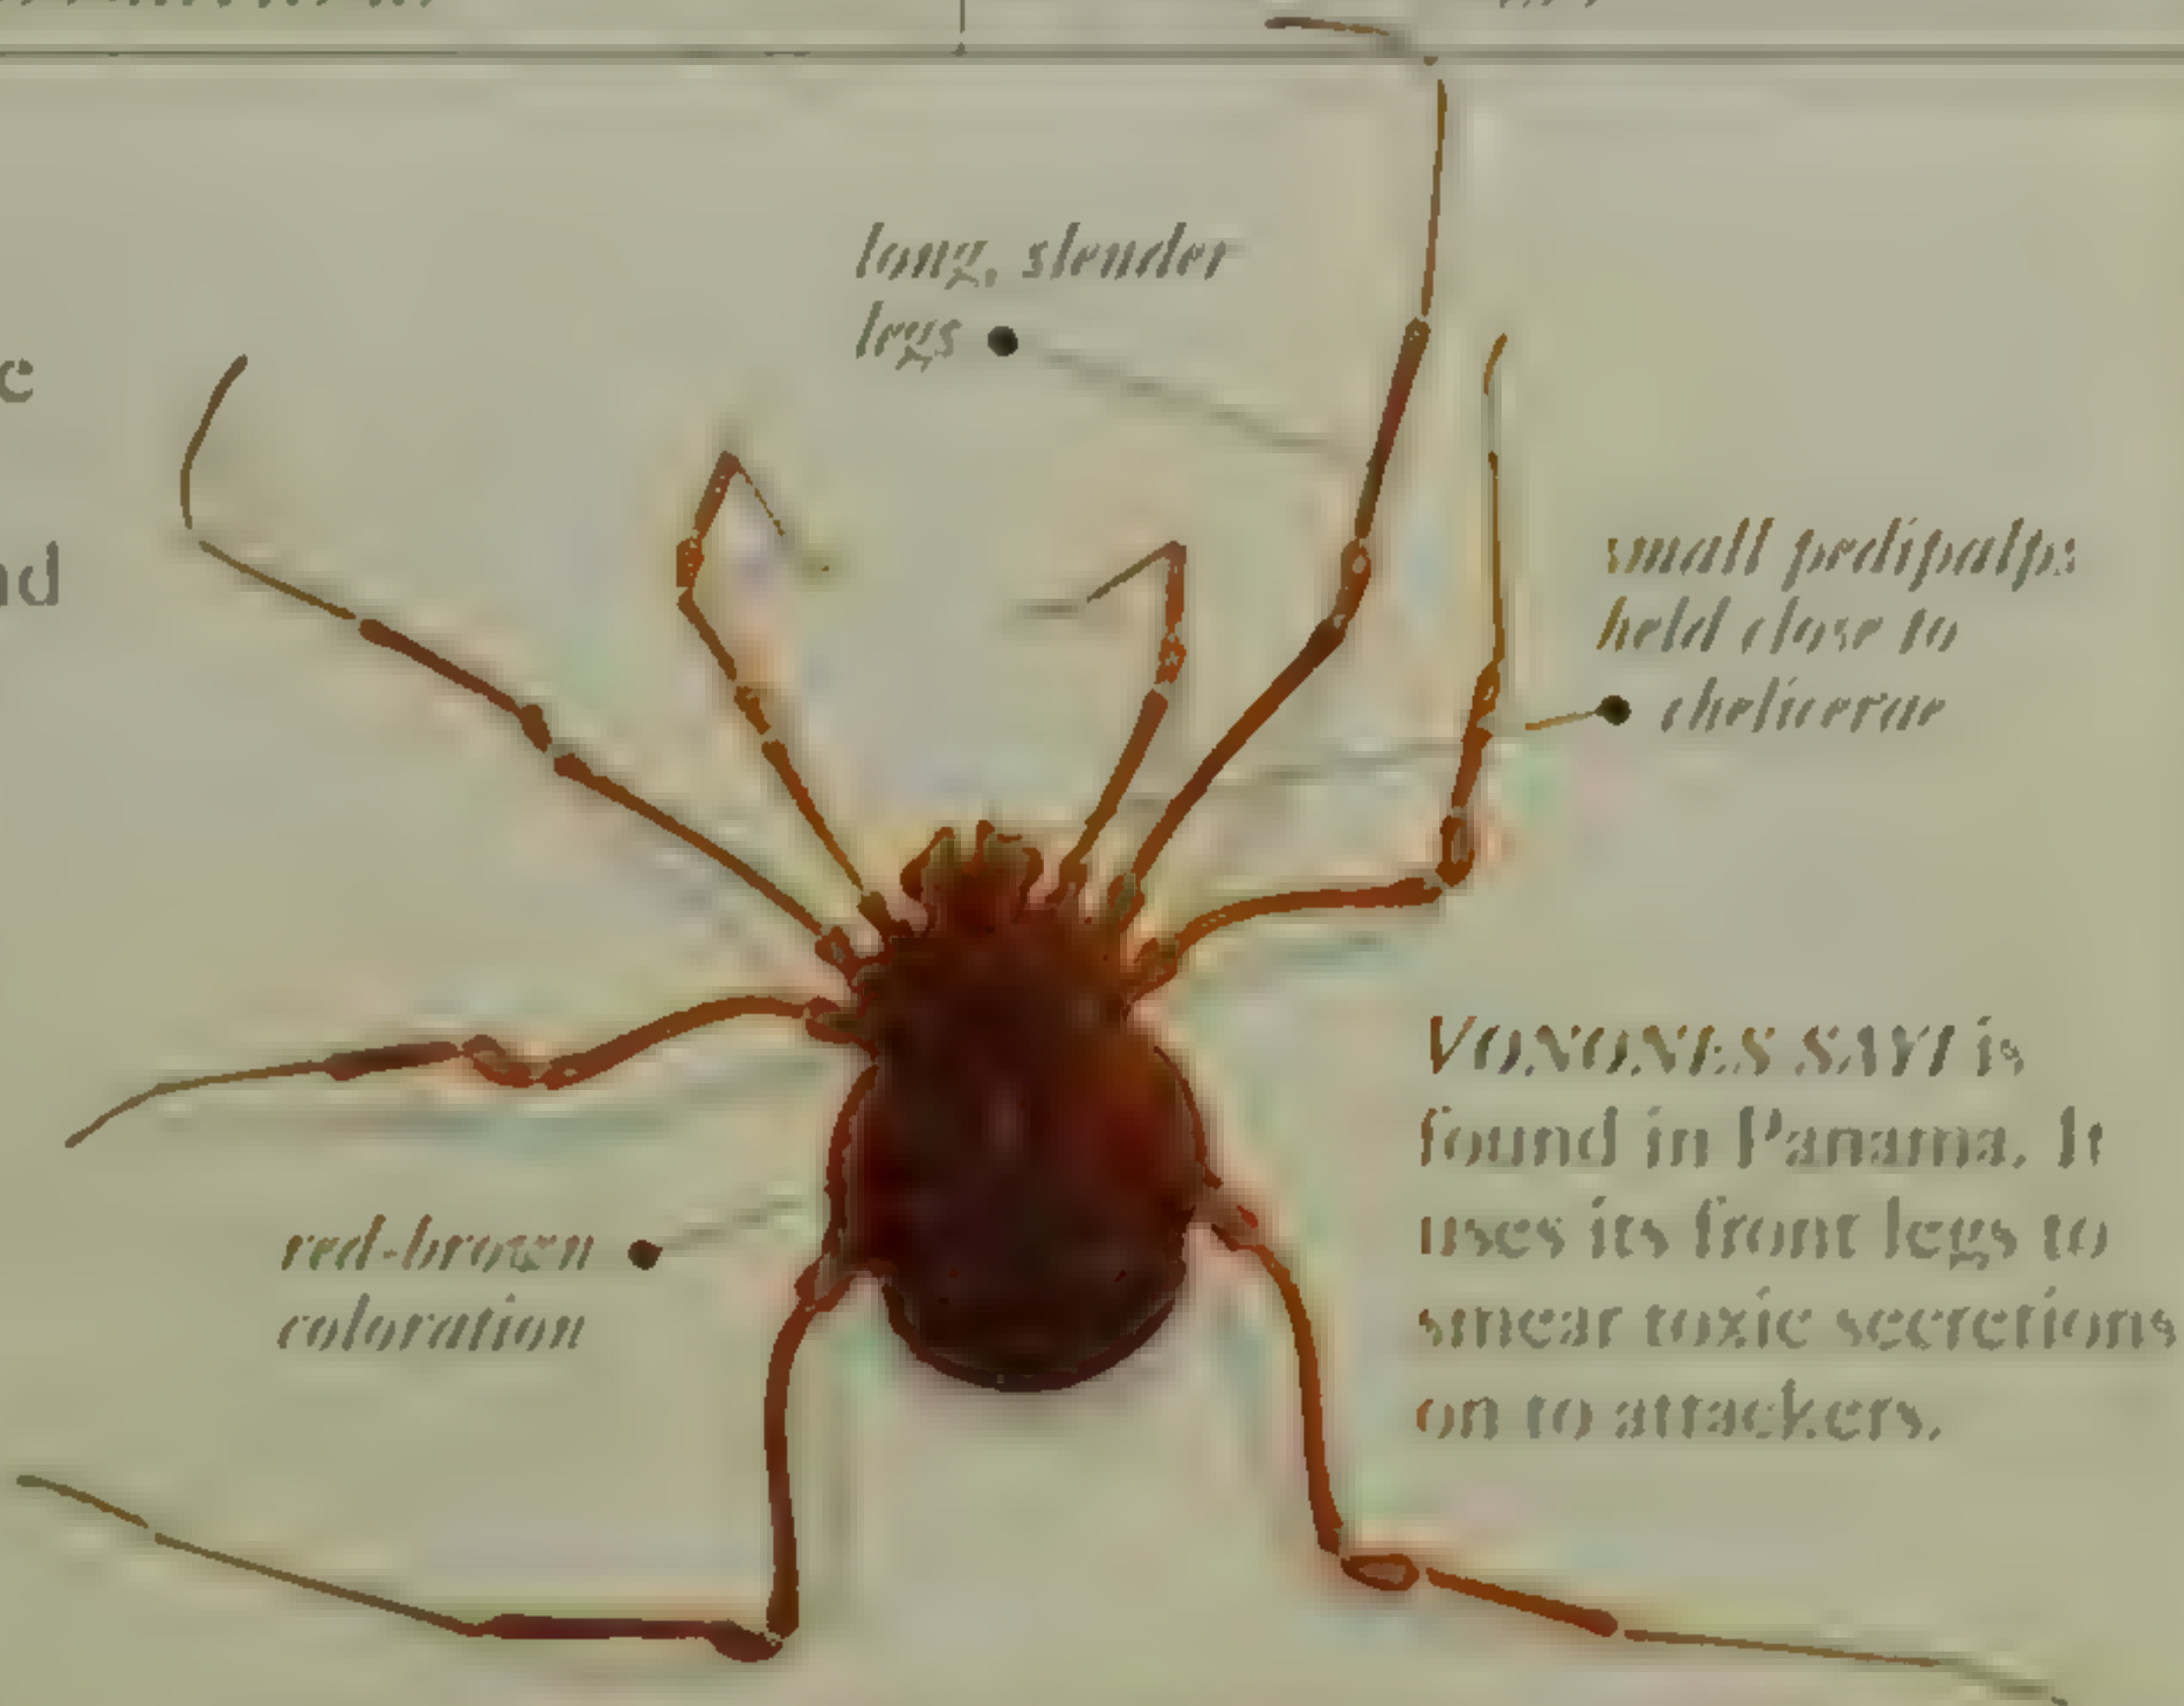 long, slender
legs
c
nd
small pedipalps
held close to
chelicerae
VONONES SAYI is
found in Panama. It
uses its front legs to
smear toxic secretions
on to attackers.
red-brown
coloration